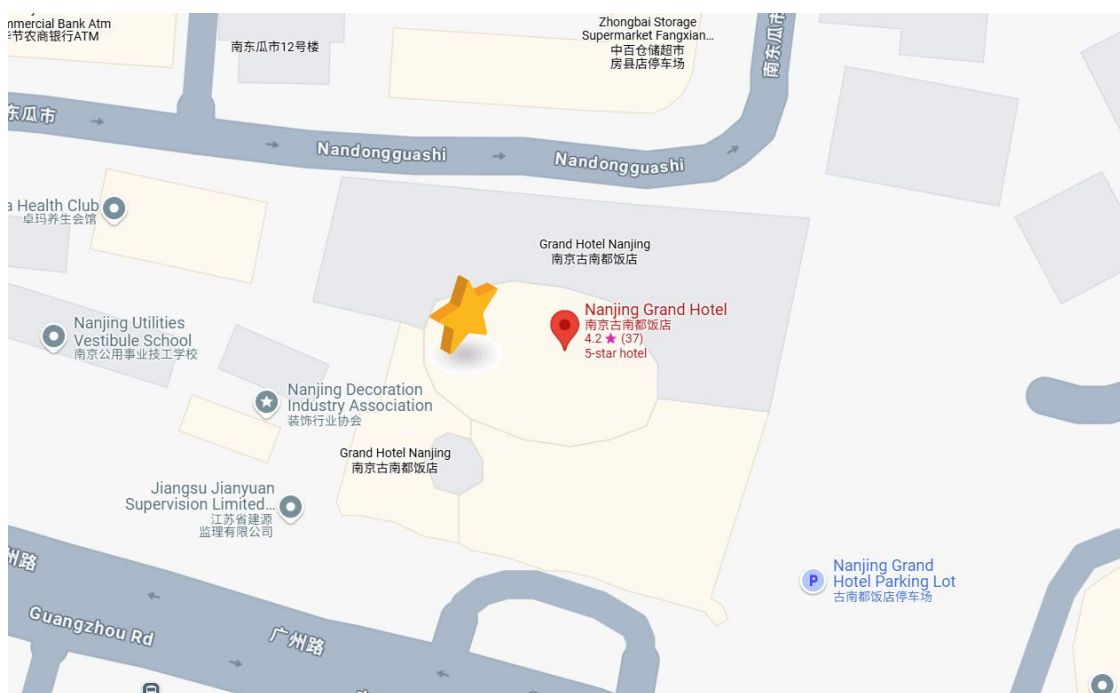 mmercial Bank Atm
节农商银行ATM
南东瓜市12号楼
Zhongbai Storage
Supermarket Fangxian...
中百仓储超市
房县店停车场
南东瓜市
东瓜市
Nandongguashi
Nandongguashi
a Health Club
卓玛养生会馆
Grand Hotel Nanjing
南京古南都饭店
Nanjing Grand Hotel
南京古南都饭店
4.2 ★ (37)
5-star hotel
Nanjing Utilities
Vestibule School
南京公用事业技工学校
Nanjing Decoration
Industry Association
装饰行业协会
Grand Hotel Nanjing
南京古南都饭店
Jiangsu Jianyuan
Supervision Limited...
江苏省建源
监理有限公司
州路
Guangzhou Rd
广州路
P
Nanjing Grand
Hotel Parking Lot
古南都饭店停车场